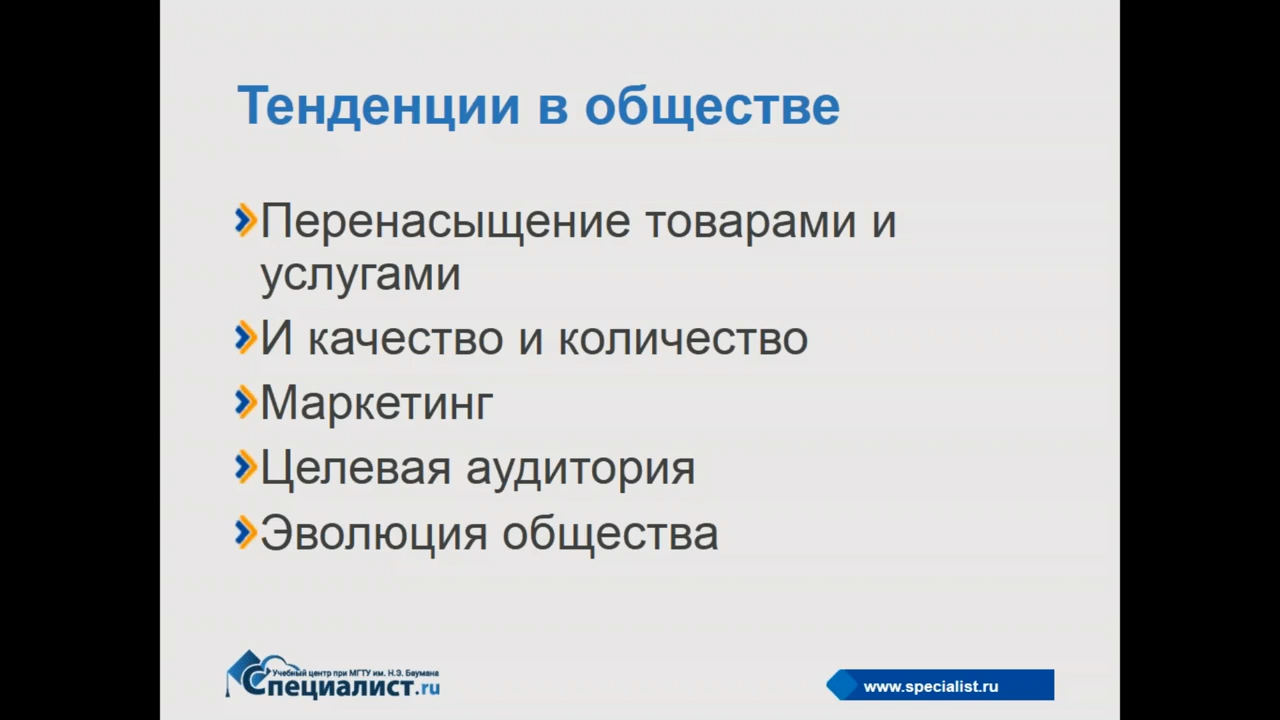 Тенденции в обществе
Перенасыщение товарами и
услугами
И качество и количество
Маркетинг
Целевая аудитория
Эволюция общества
Учебный центр при МГТУ им. Н.Э. Баумана
Специалист.ru
www.specialist.ru